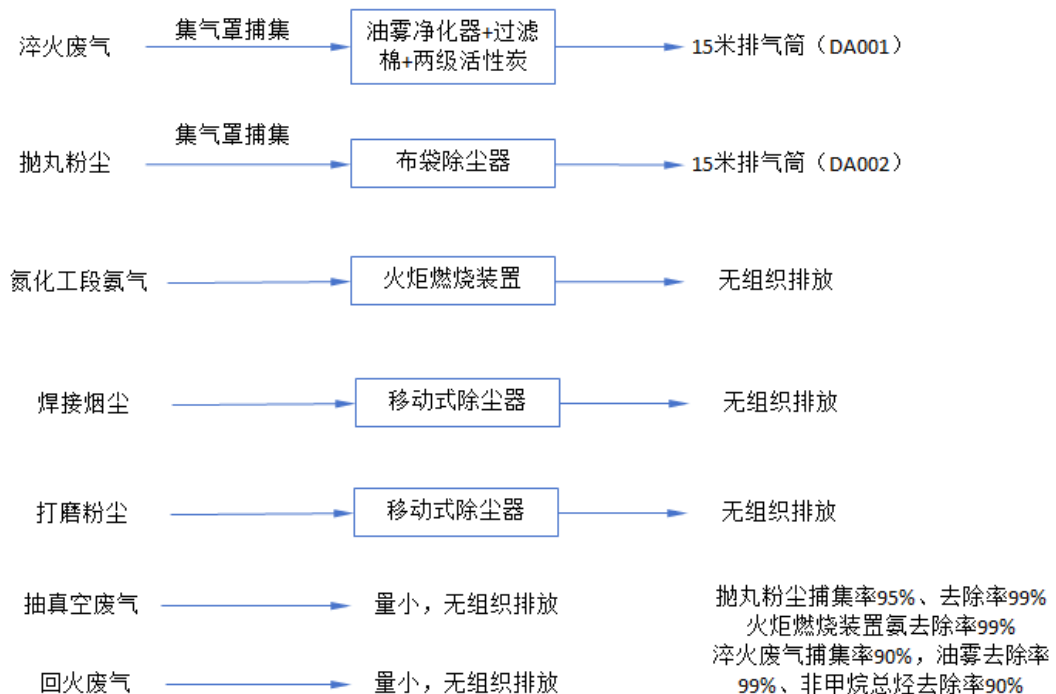 淬火废气
集气罩捕集
油雾净化器+过滤
棉+两级活性炭
15米排气筒（DA001）
抛丸粉尘
集气罩捕集
布袋除尘器
15米排气筒（DA002）
氮化工段氨气
火炬燃烧装置
无组织排放
焊接烟尘
移动式除尘器
无组织排放
打磨粉尘
移动式除尘器
无组织排放
抽真空废气
量小，无组织排放
回火废气
量小，无组织排放
抛丸粉尘捕集率95%、去除率99%
火炬燃烧装置氨去除率99%
淬火废气捕集率90%，油雾去除率
99%、非甲烷总烃去除率90%